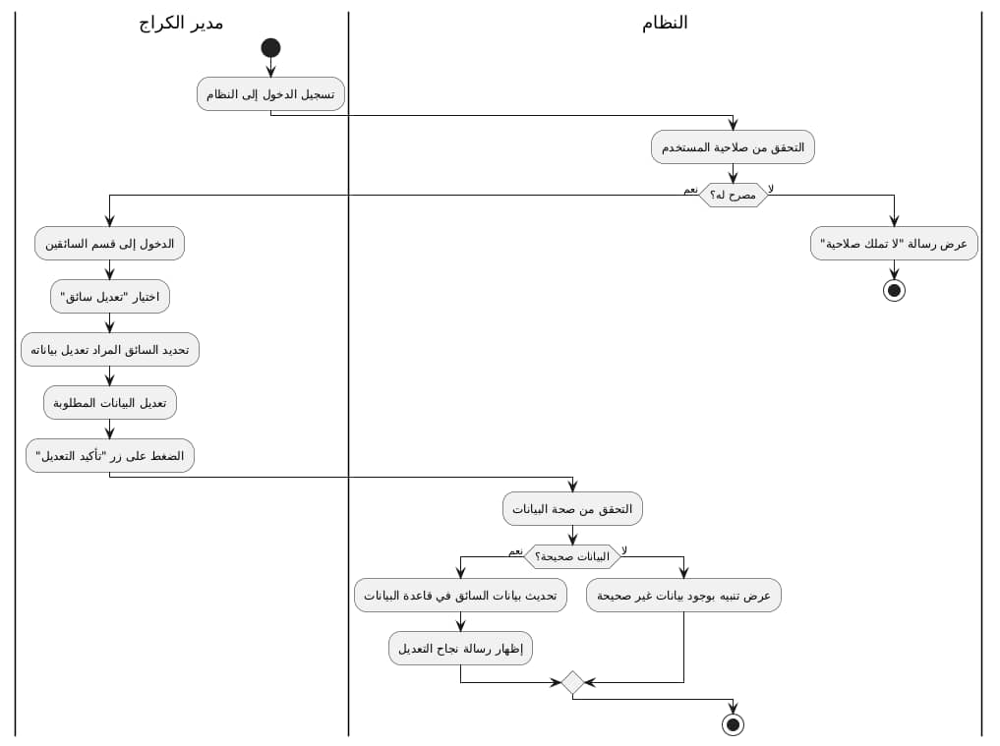 مدير الكراج
النظام
تسجيل الدخول إلى النظام
التحقق من صلاحية المستخدم
مصرح له؟
نعم
لا
الدخول إلى قسم السائقين
عرض رسالة "لا تملك صلاحية"
اختيار "تعديل سائق"
تحديد السائق المراد تعديل بياناته
تعديل البيانات المطلوبة
الضغط على زر "تأكيد التعديل"
التحقق من صحة البيانات
البيانات صحيحة؟
نعم
لا
تحديث بيانات السائق في قاعدة البيانات
عرض تنبيه بوجود بيانات غير صحيحة
إظهار رسالة نجاح التعديل